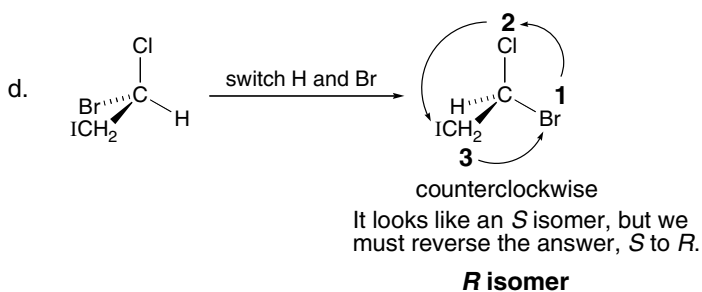 d.
Cl
Br
C
H
ICH₂
switch H and Br
2
Cl
H
C
1
Br
ICH₂
3
counterclockwise
It looks like an S isomer, but we
must reverse the answer, S to R.
R isomer